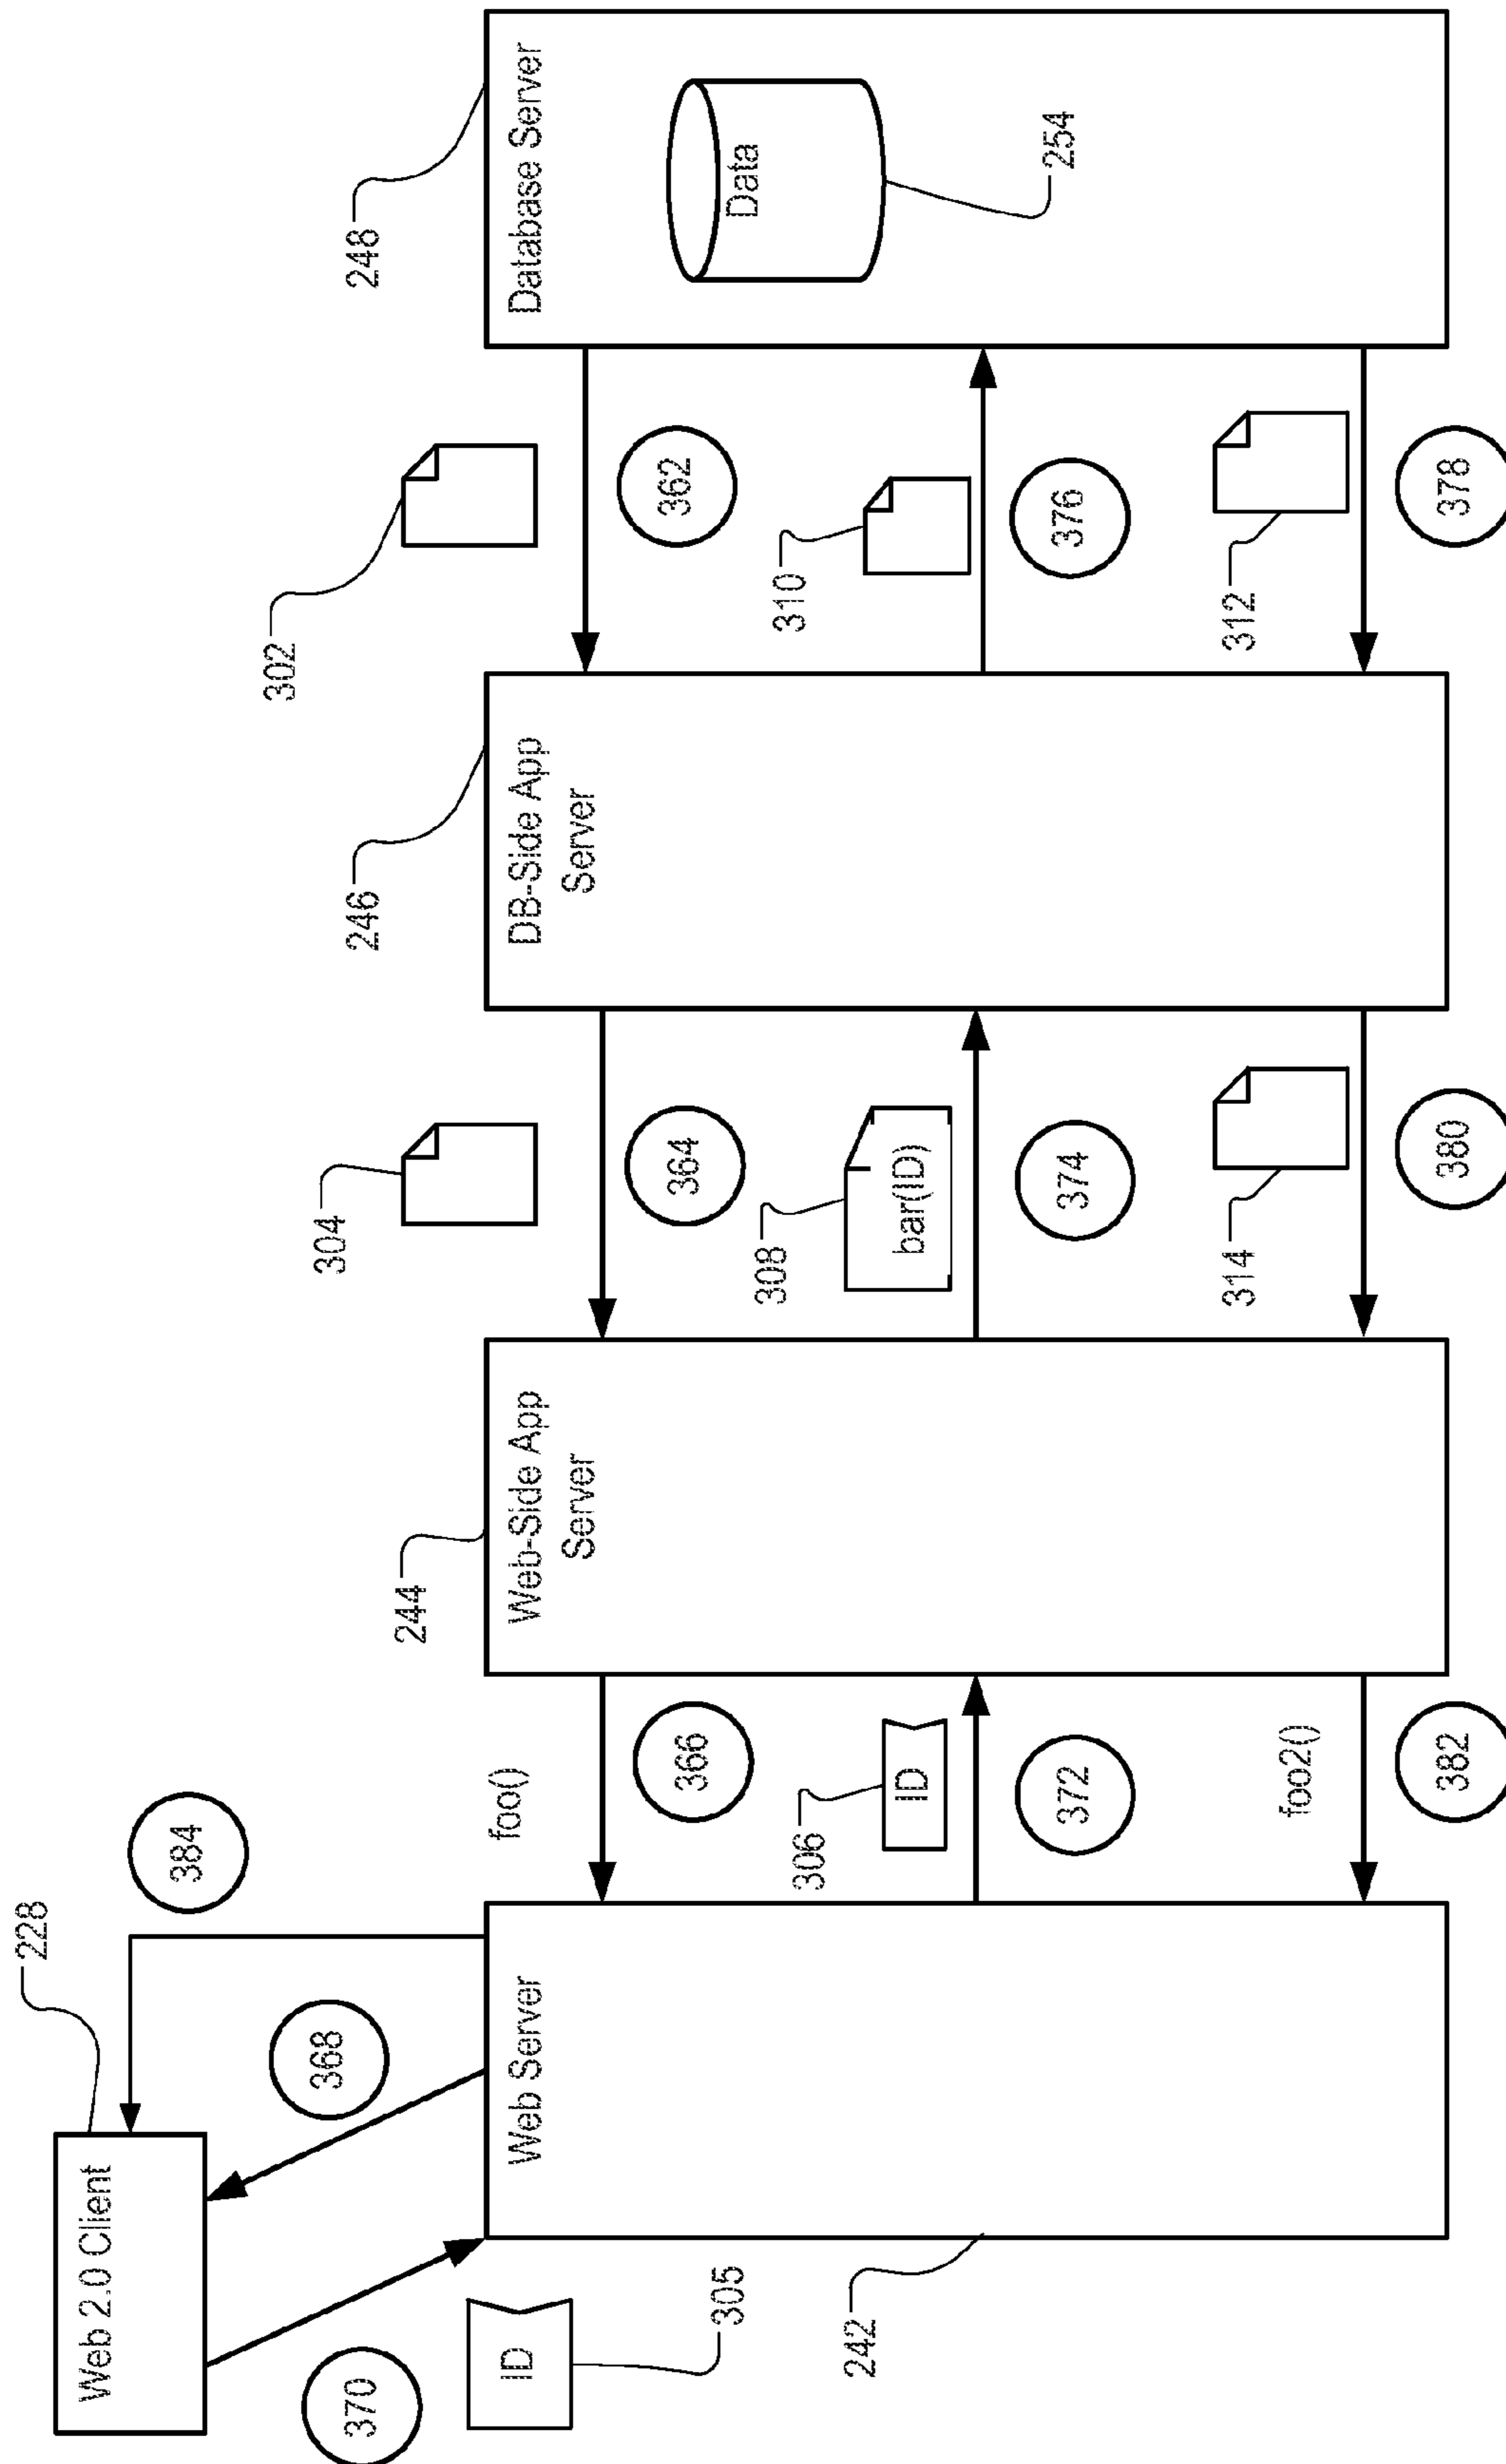 228
384
Web 2.0 Client
368
370
ID
305
Web Server
242
foo()
366
306
ID
372
foo2()
382
244
Web-Side App
Server
304
364
308
bar(ID)
374
314
380
246
DB-Side App
Server
302
362
310
376
312
378
248
Database Server
Data
254